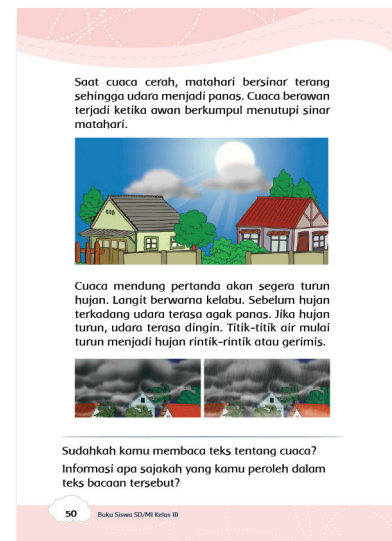 Saat cuaca cerah, matahari bersinar terang
sehingga udara menjadi panas. Cuaca berawan
terjadi ketika awan berkumpul menutupi sinar
matahari.
Cuaca mendung pertanda akan segera turun
hujan. Langit berwarna kelabu. Sebelum hujan
terkadang udara terasa agak panas. Jika hujan
turun, udara terasa dingin. Titik-titik air mulai
turun menjadi hujan rintik-rintik atau gerimis.
Sudahkah kamu membaca teks tentang cuaca?
Informasi apa sajakah yang kamu peroleh dalam
teks bacaan tersebut?
50 Buku Siswa SD/MI Kelas III